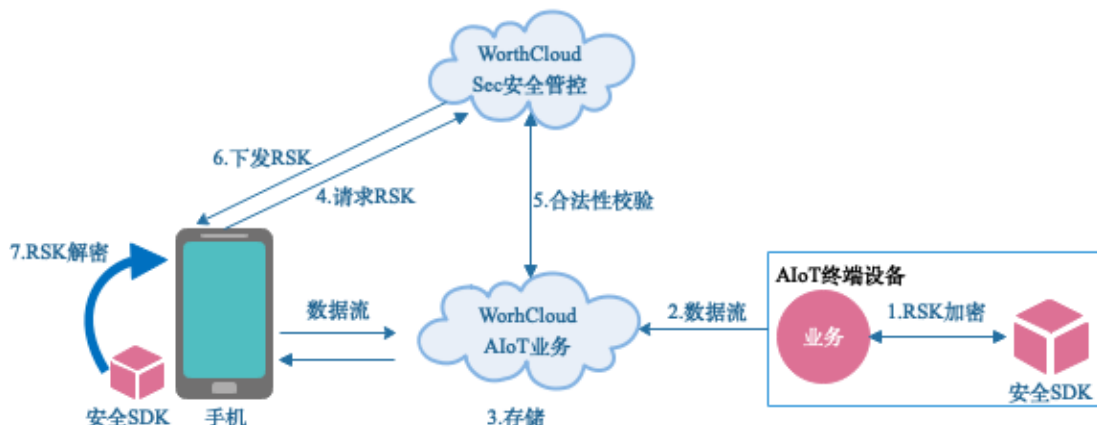 WorthCloud
Sec安全管控
6.下发RSK
4.请求RSK
5.合法性校验
7.RSK解密
AIoT终端设备
数据流
WorhCloud
AIoT业务
2.数据流
业务
1.RSK加密
安全SDK
安全SDK
手机
3.存储